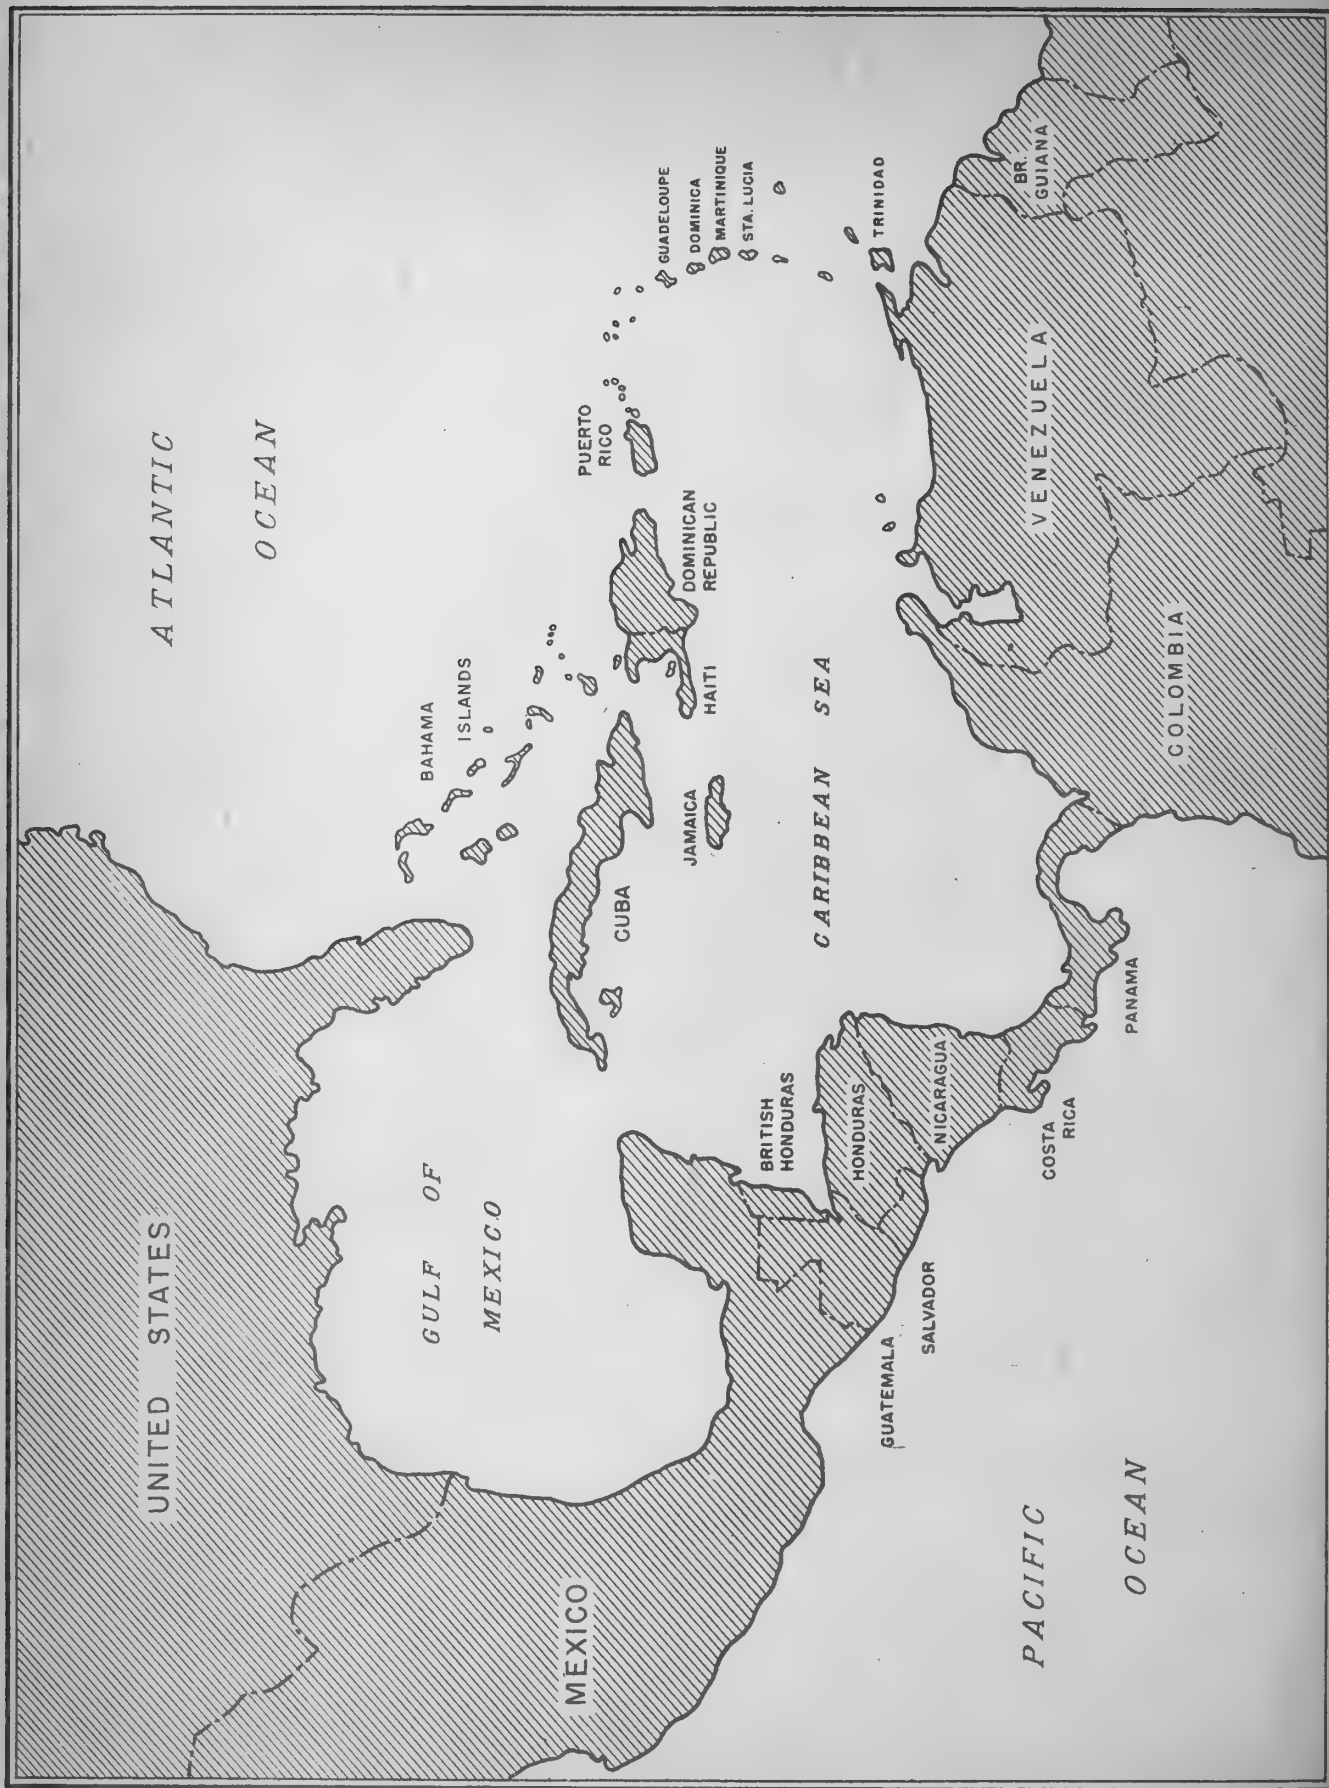 UNITED STATES
ATLANTIC
OCEAN
GULF OF
MEXICO
BAHAMA
ISLANDS
MEXICO
CUBA
PUERTO
RICO
HAITI
DOMINICAN
REPUBLIC
JAMAICA
GUADELOUPE
DOMINICA
MARTINIQUE
STA. LUCIA
TRINIDAD
BRITISH
HONDURAS
CARIBBEAN SEA
HONDURAS
GUATEMALA
SALVADOR
NICARAGUA
COSTA
RICA
PANAMA
VENEZUELA
BR.
GUIANA
COLOMBIA
PACIFIC
OCEAN